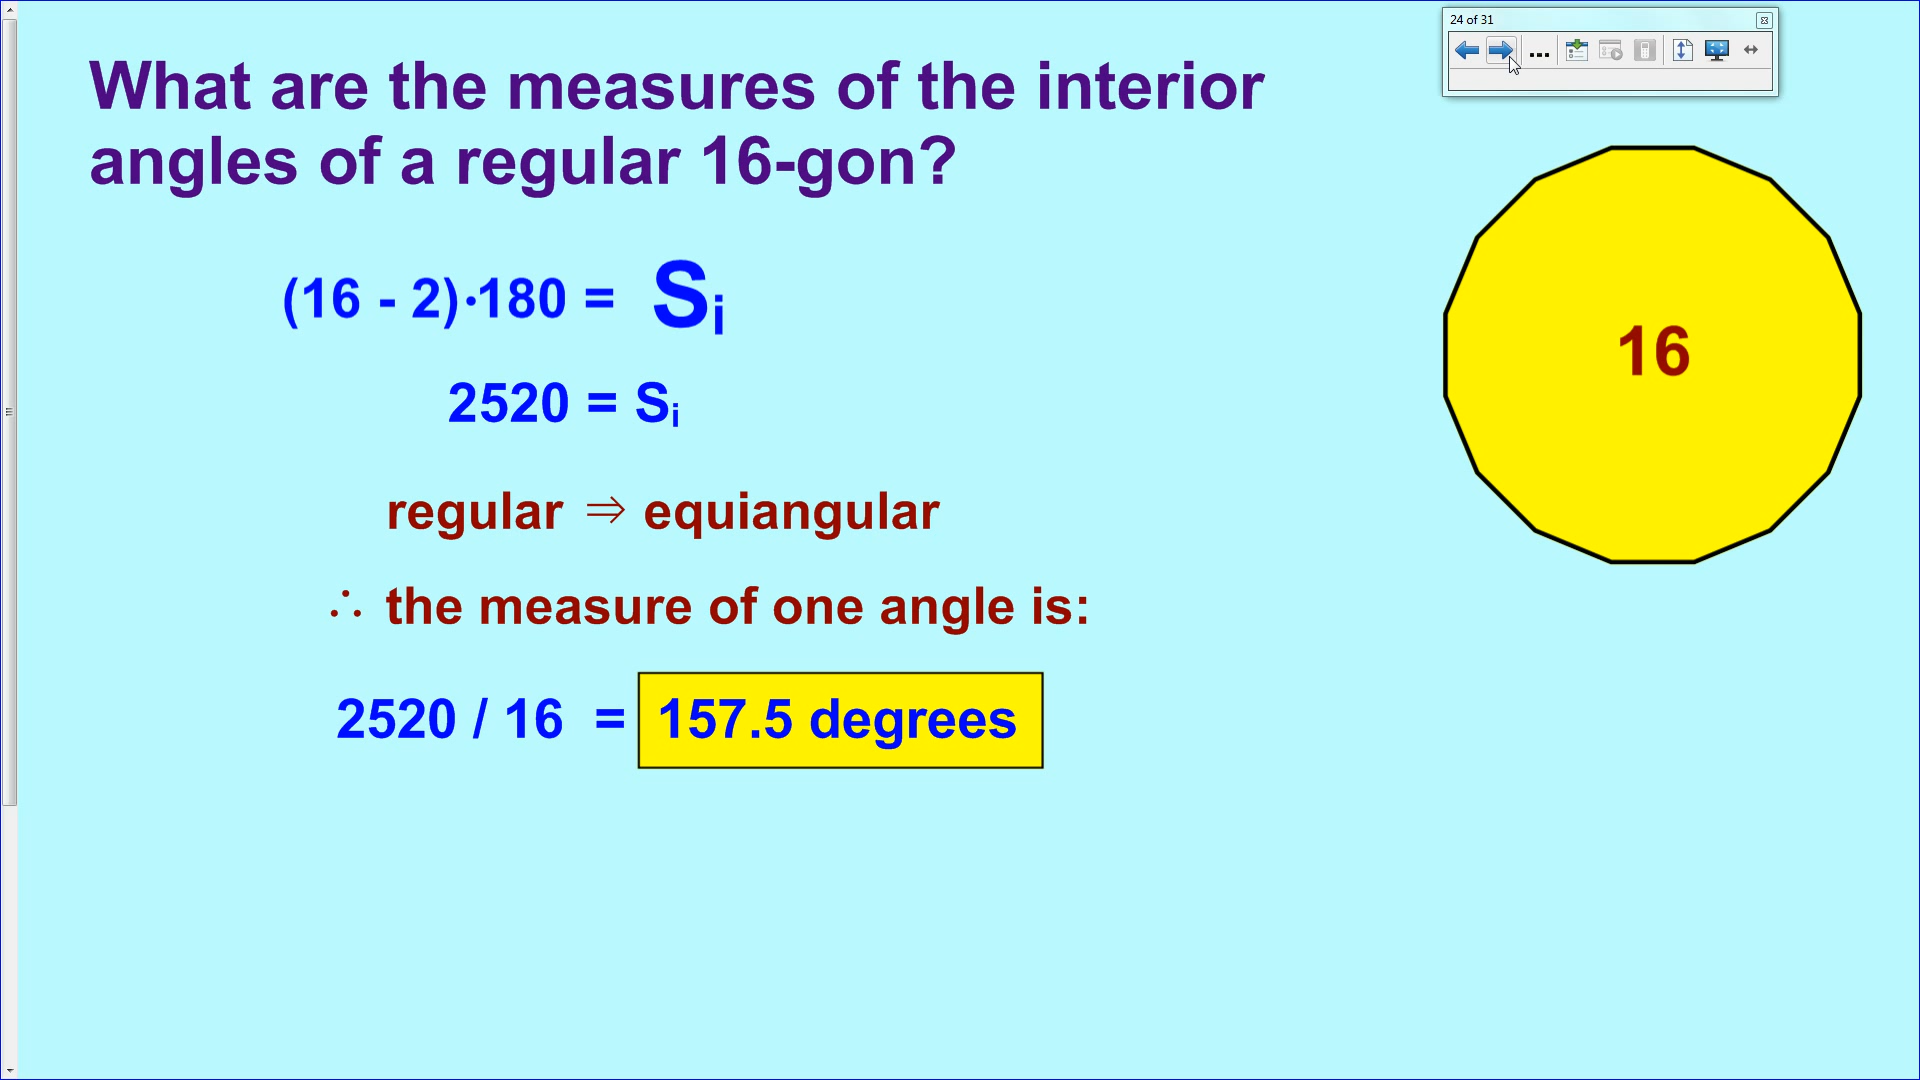 24 of 31
What are the measures of the interior
angles of a regular 16-gon?
(16 - 2)·180 = Sᵢ
2520 = Sᵢ
regular ⇒ equiangular
∴ the measure of one angle is:
2520 / 16 = 157.5 degrees
16